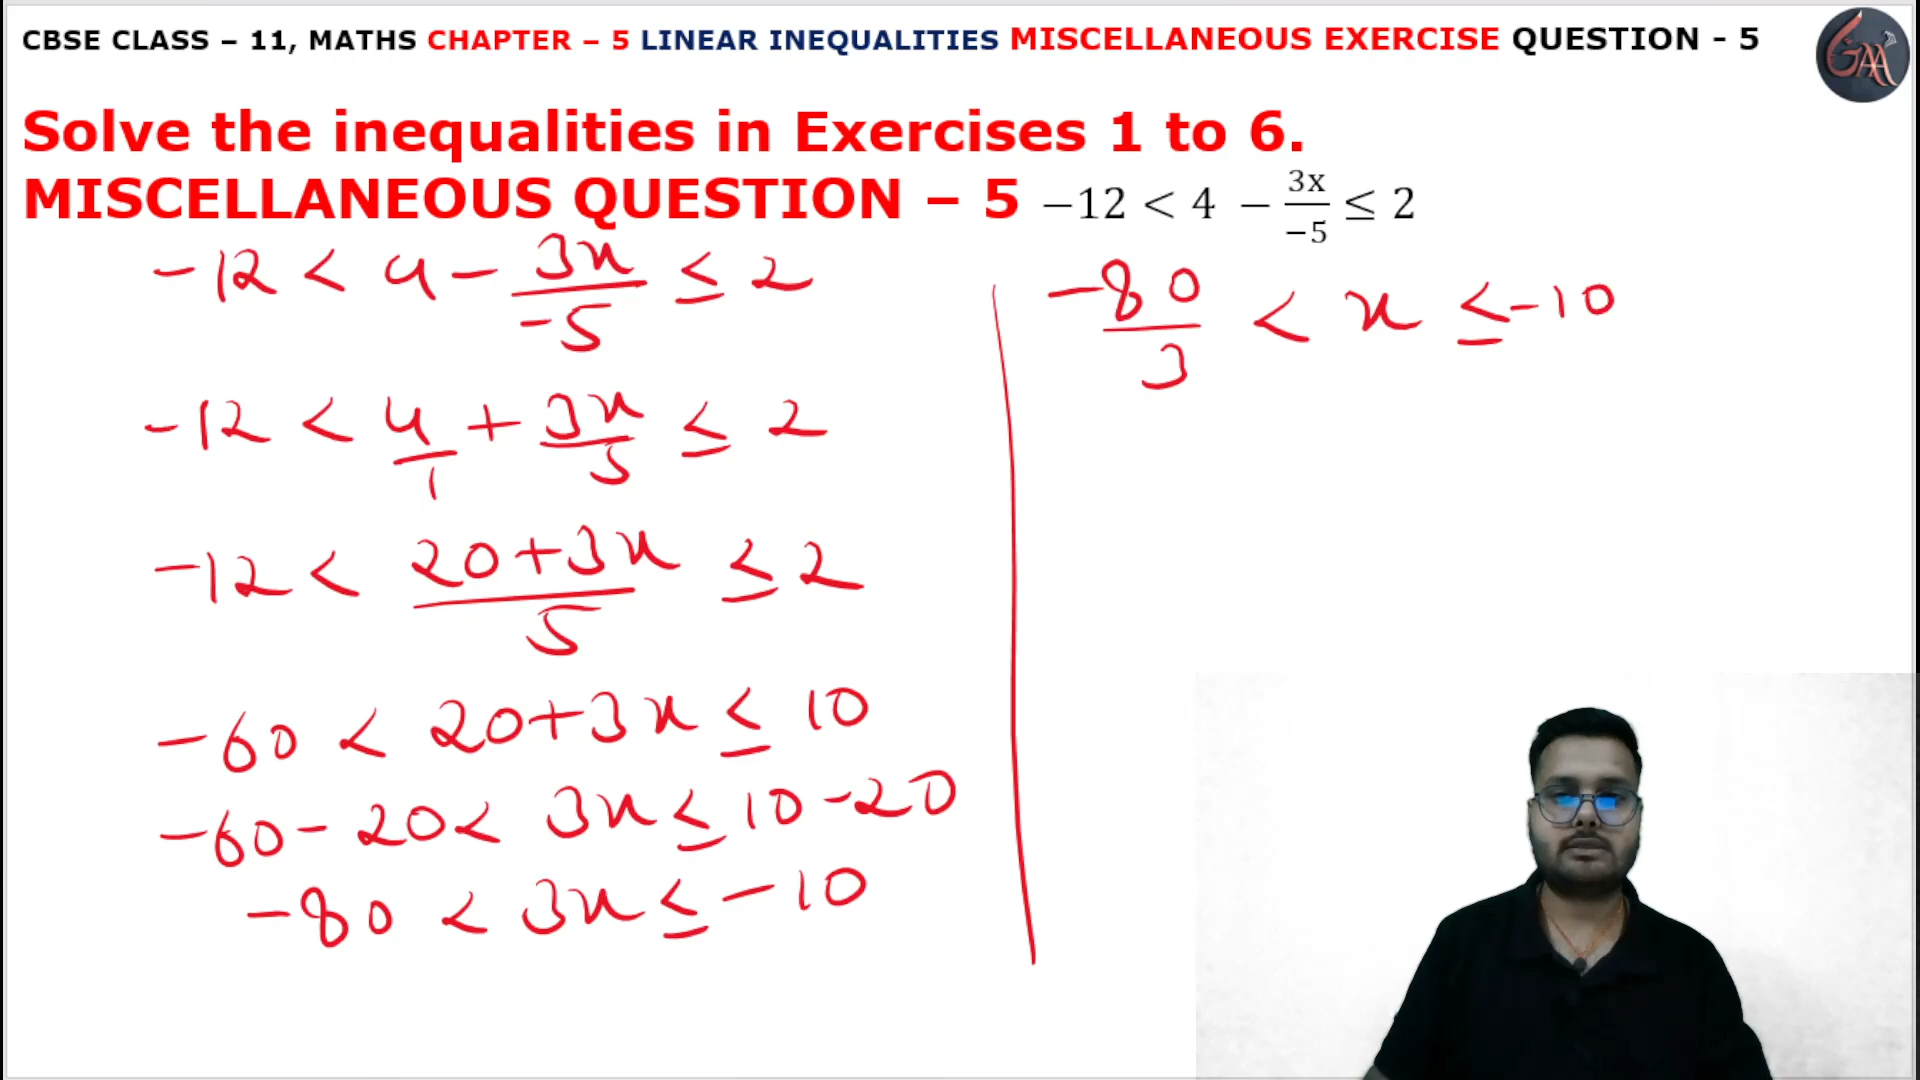 CBSE CLASS – 11, MATHS CHAPTER – 5 LINEAR INEQUALITIES MISCELLANEOUS EXERCISE QUESTION - 5
GAA
Solve the inequalities in Exercises 1 to 6.
MISCELLANEOUS QUESTION – 5 −12 < 4 − 3x/−5 ≤ 2
-12 < 4 - 3x/-5 ≤ 2
-12 < 4/1 + 3x/5 ≤ 2
-12 < 20+3x/5 ≤ 2
-60 < 20+3x ≤ 10
-60-20 < 3x ≤ 10-20
-80 < 3x ≤ -10
-80/3 < x ≤ -10